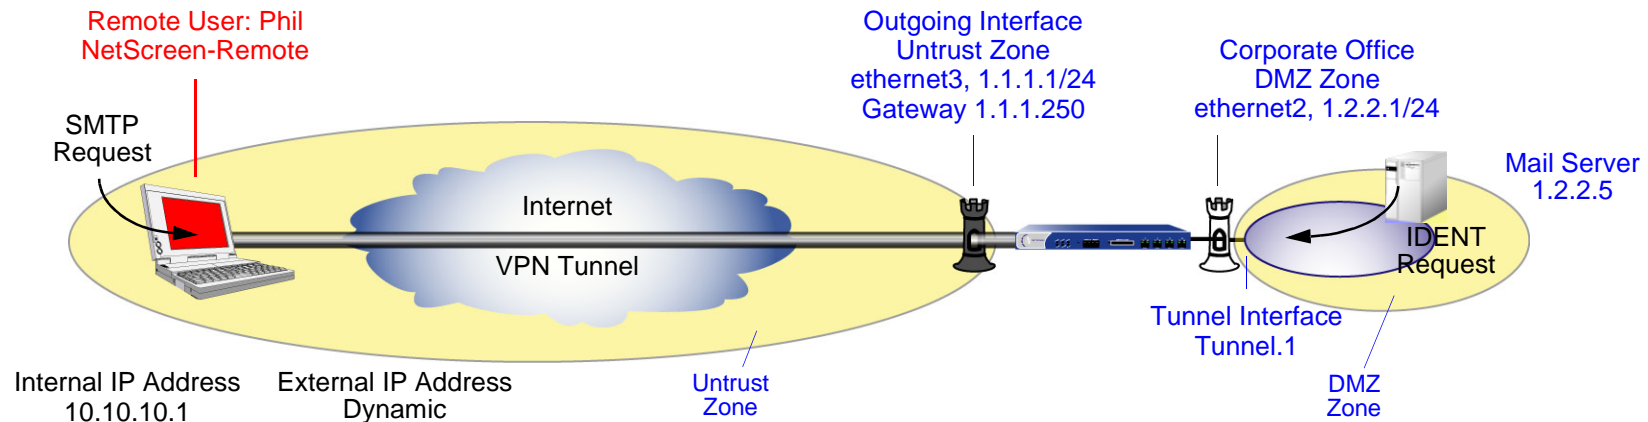 Remote User: Phil
NetScreen-Remote
SMTP
Request
Internet
VPN Tunnel
Outgoing Interface
Untrust Zone
ethernet3, 1.1.1.1/24
Gateway 1.1.1.250
Corporate Office
DMZ Zone
ethernet2, 1.2.2.1/24
Mail Server
1.2.2.5
IDENT
Request
Tunnel Interface
Tunnel.1
Internal IP Address
10.10.10.1
External IP Address
Dynamic
Untrust
Zone
DMZ
Zone